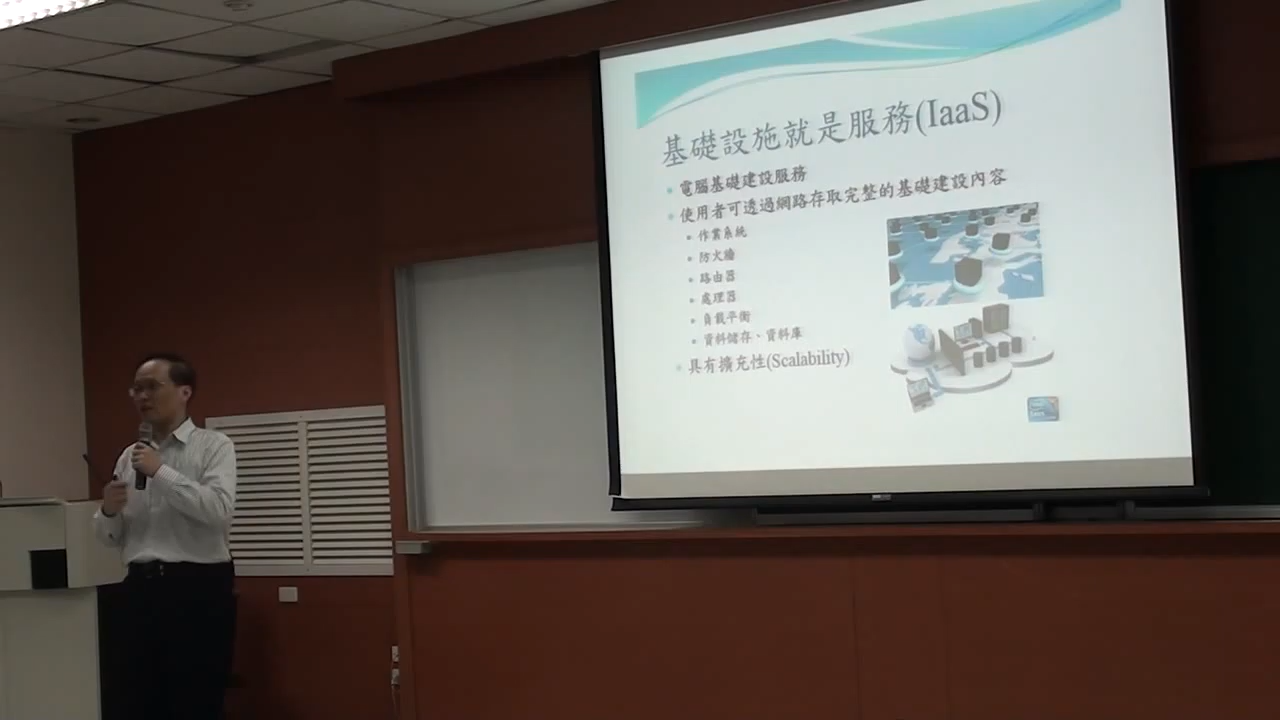 基礎設施就是服務(IaaS)
電腦基礎建設服務
使用者可透過網路存取完整的基礎建設內容
作業系統
防火牆
路由器
處理器
負載平衡
資料儲存、資料庫
具有擴充性(Scalability)